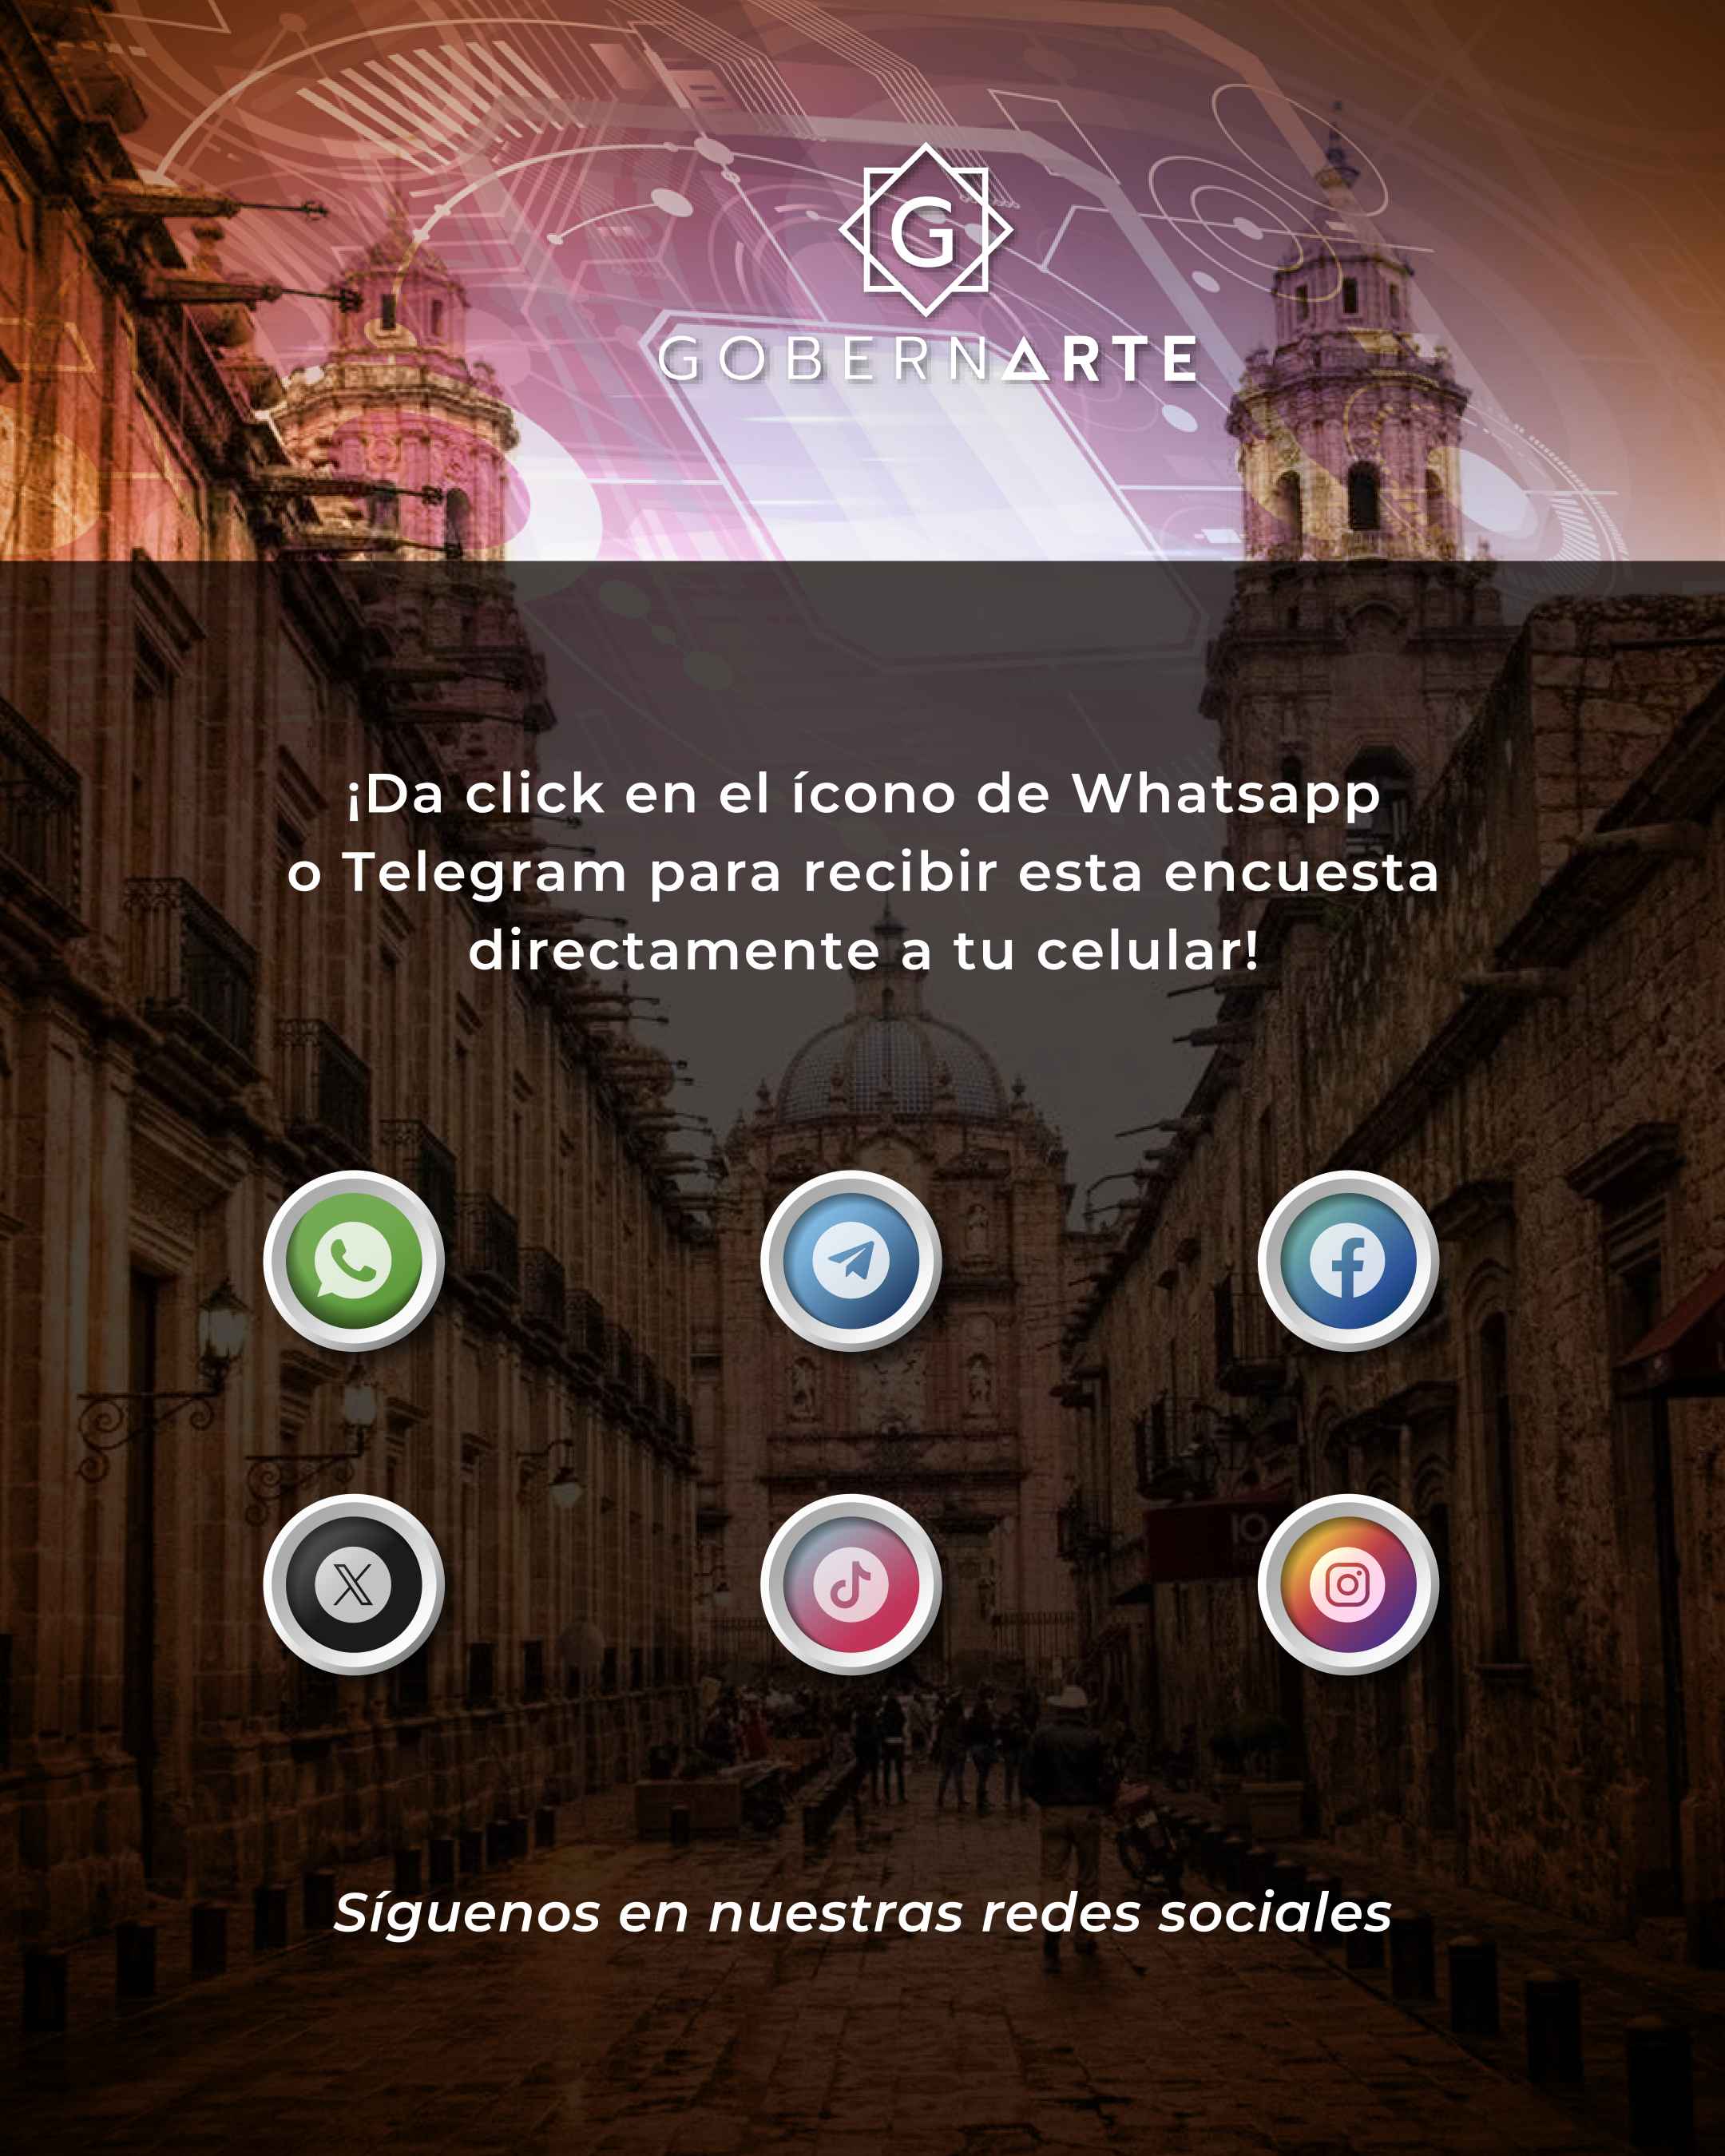 G
GOBERNARTE
¡Da click en el ícono de Whatsapp
o Telegram para recibir esta encuesta
directamente a tu celular!
Síguenos en nuestras redes sociales